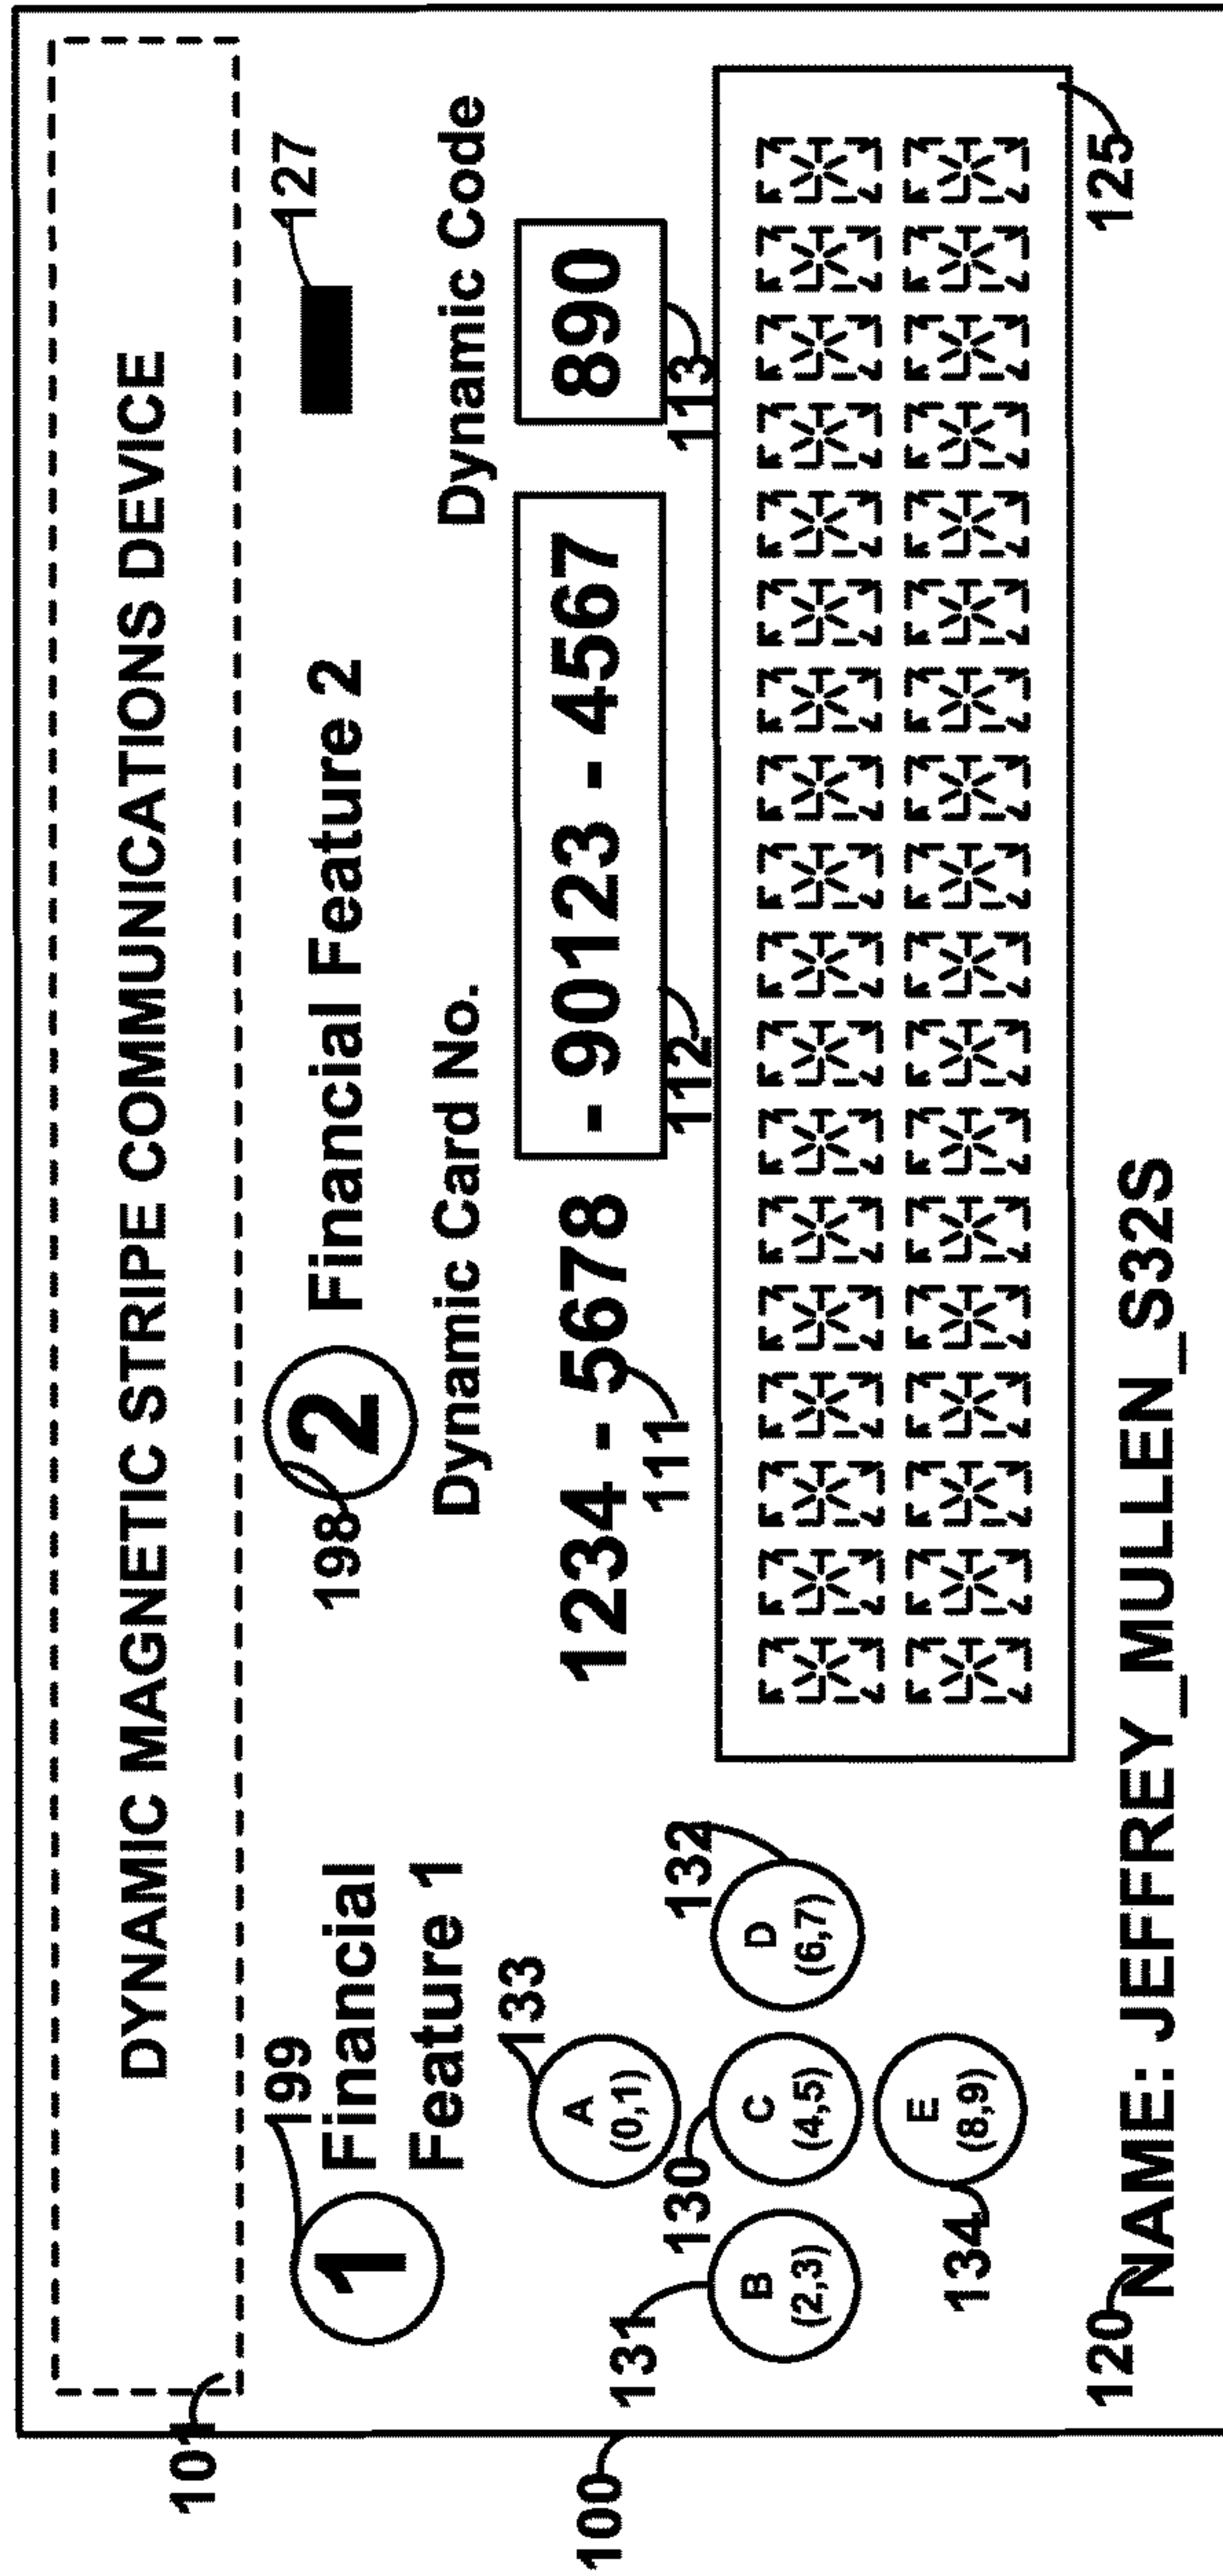 101
DYNAMIC MAGNETIC STRIPE COMMUNICATIONS DEVICE
199
1 Financial
Feature 1
198
2 Financial Feature 2
127
Dynamic Card No.
Dynamic Code
1234 - 5678 - 90123 - 4567
890
111
112
113
100
133
A
(0,1)
131
B
(2,3)
130
C
(4,5)
132
D
(6,7)
134
E
(8,9)
125
120
NAME: JEFFREY_MULLEN_S32S